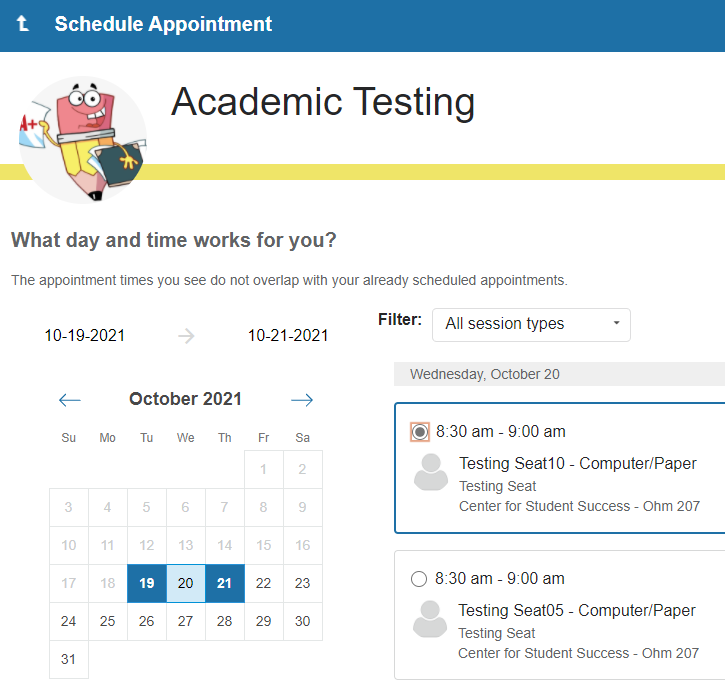 Schedule Appointment
Academic Testing
A+
What day and time works for you?
The appointment times you see do not overlap with your already scheduled appointments.
10-19-2021 → 10-21-2021
Filter: All session types
← October 2021 →
Su Mo Tu We Th Fr Sa
1 2
3 4 5 6 7 8 9
10 11 12 13 14 15 16
17 18 19 20 21 22 23
24 25 26 27 28 29 30
31
Wednesday, October 20
8:30 am - 9:00 am
Testing Seat10 - Computer/Paper
Testing Seat
Center for Student Success - Ohm 207
8:30 am - 9:00 am
Testing Seat05 - Computer/Paper
Testing Seat
Center for Student Success - Ohm 207